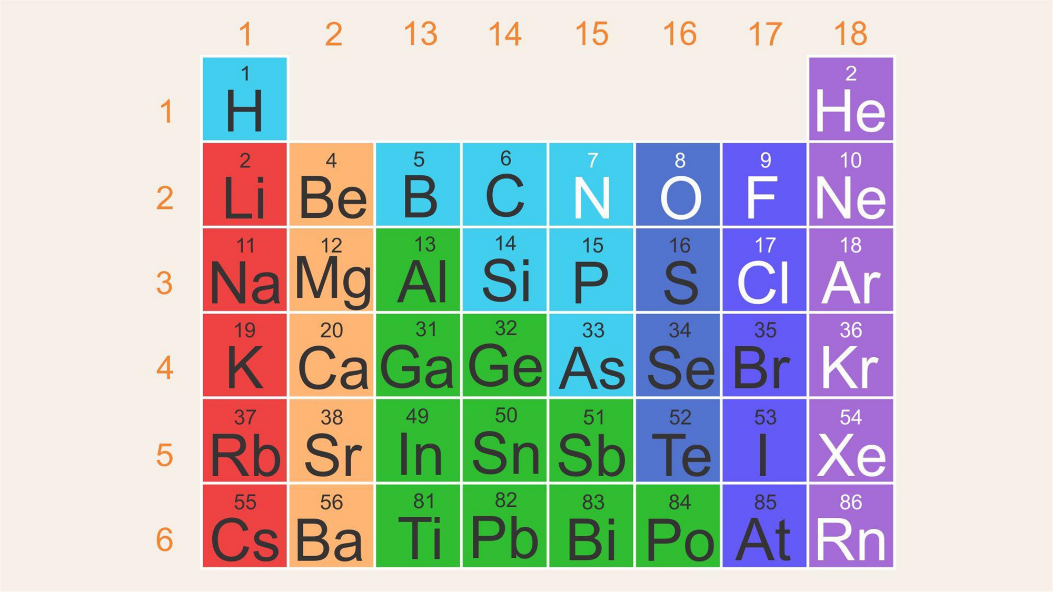 1 2 13 14 15 16 17 18
1 2
1 H He
2 4 5 6 7 8 9 10
2 Li Be B C N O F Ne
11 12 13 14 15 16 17 18
3 Na Mg Al Si P S Cl Ar
19 20 31 32 33 34 35 36
4 K Ca Ga Ge As Se Br Kr
37 38 49 50 51 52 53 54
5 Rb Sr In Sn Sb Te I Xe
55 56 81 82 83 84 85 86
6 Cs Ba Ti Pb Bi Po At Rn